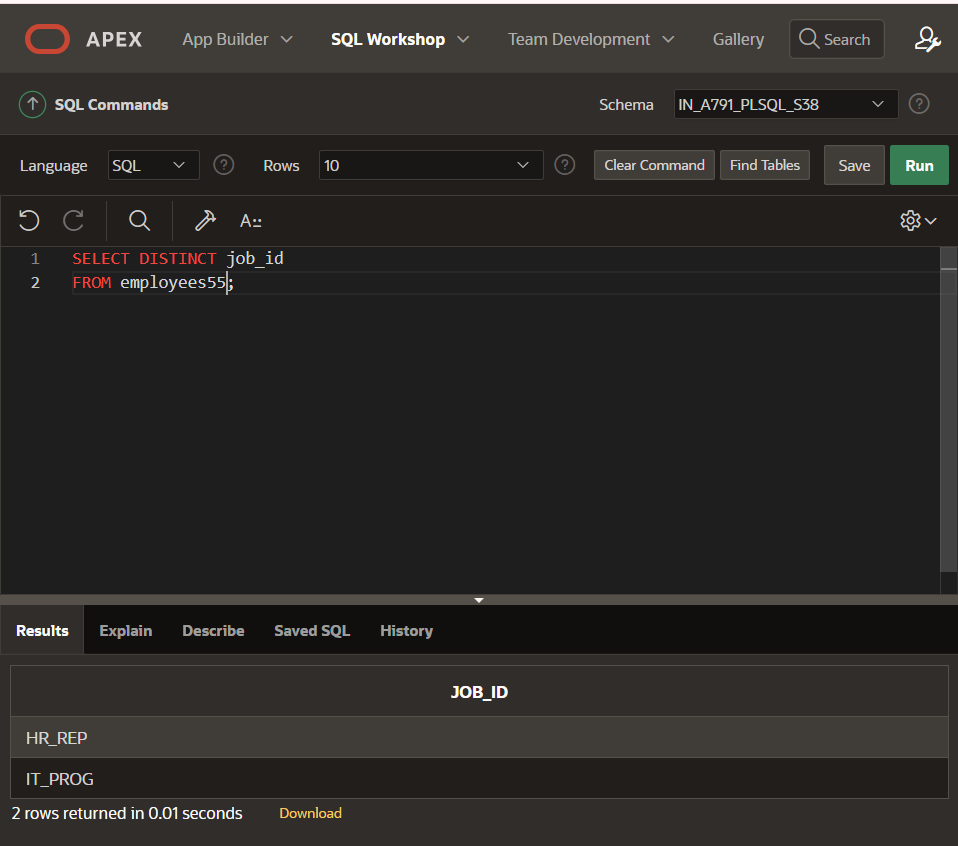 APEX App Builder SQL Workshop Team Development Gallery Search
SQL Commands Schema IN_A791_PLSQL_S38 ?
Language SQL ? Rows 10 ? Clear Command Find Tables Save Run
A::
1 SELECT DISTINCT job_id
2 FROM employees55;
Results Explain Describe Saved SQL History
JOB_ID
HR_REP
IT_PROG
2 rows returned in 0.01 seconds Download